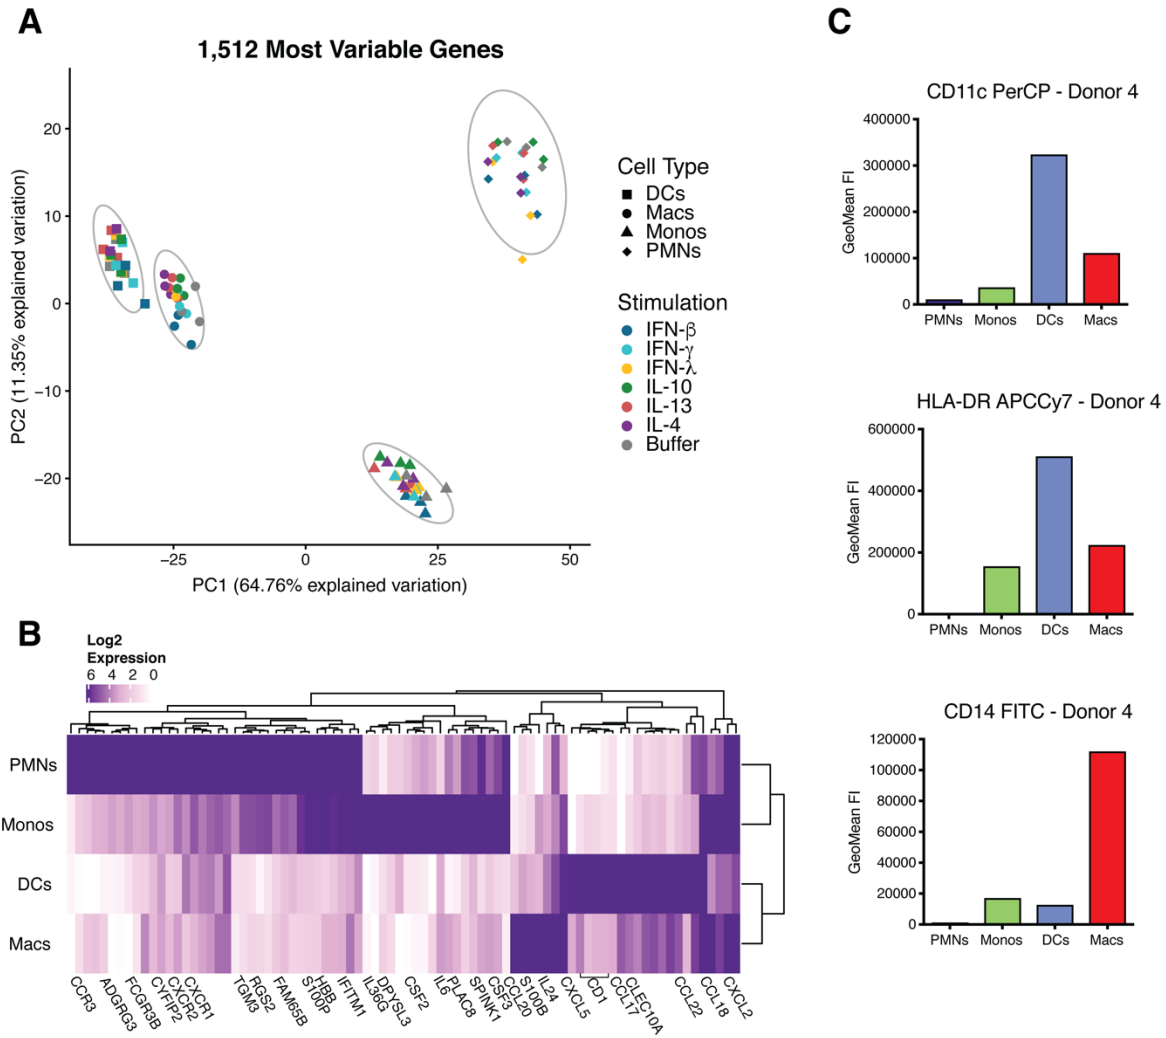 A
1,512 Most Variable Genes
20
10
0
−10
−20
PC2 (11.35% explained variation)
−25
0
25
50
PC1 (64.76% explained variation)
Cell Type
DCs
Macs
Monos
PMNs
Stimulation
IFN-β
IFN-γ
IFN-λ
IL-10
IL-13
IL-4
Buffer
B
Log2
Expression
6 4 2 0
PMNs
Monos
DCs
Macs
CCR3
ADGRG3
FCGR3B
CYFIP2
CXCR2
CXCR1
TGM3
RGS2
FAM65B
S100P
HBB
IFITM1
IL36G
DPYSL3
CSF2
IL6
PLAC8
SPINK1
CSF3
CCL20
S100B
IL24
CXCL5
CD1
CCL17
CLEC10A
CCL22
CCL18
CXCL2
C
CD11c PerCP - Donor 4
GeoMean FI
400000
300000
200000
100000
0
PMNs Monos DCs Macs
HLA-DR APCCy7 - Donor 4
GeoMean FI
600000
400000
200000
0
PMNs Monos DCs Macs
CD14 FITC - Donor 4
GeoMean FI
120000
100000
80000
60000
40000
20000
0
PMNs Monos DCs Macs